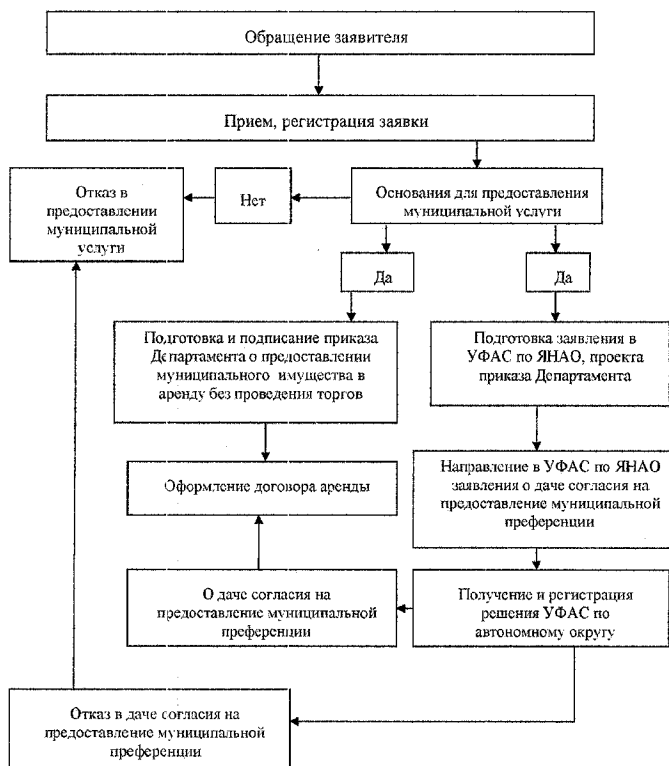 Обращение заявителя
Прием, регистрация заявки
Отказ в
предоставлении
муниципальной
услуги
Нет
Основания для предоставления
муниципальной услуги
Да
Да
Подготовка и подписание приказа
Департамента о предоставлении
муниципального имущества в
аренду без проведения торгов
Подготовка заявления в
УФАС по ЯНАО, проекта
приказа Департамента
Оформление договора аренды
Направление в УФАС по ЯНАО
заявления о даче согласия на
предоставление муниципальной
преференции
О даче согласия на
предоставление муниципальной
преференции
Получение и регистрация
решения УФАС по
автономному округу
Отказ в даче согласия на
предоставление муниципальной
преференции